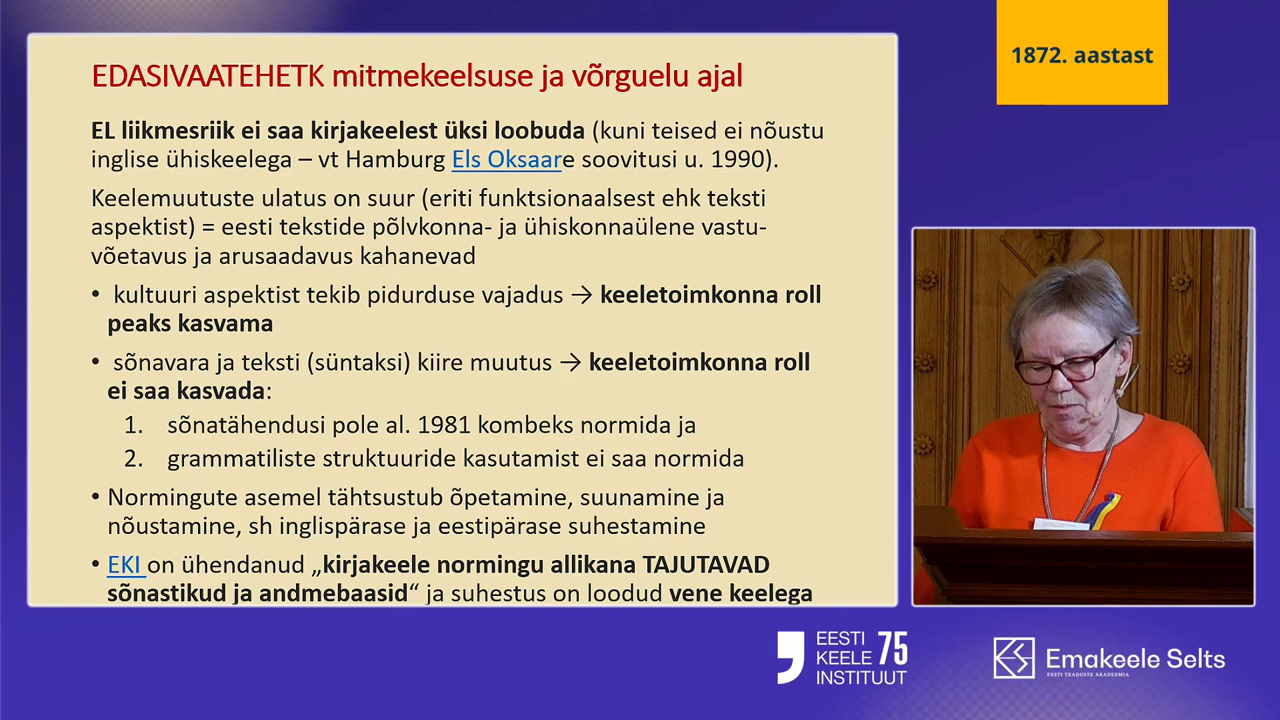 EDASIVAATEHETK mitmekeelsuse ja võrguelu ajal
EL liikmesriik ei saa kirjakeelest üksi loobuda (kuni teised ei nõustu
inglise ühiskeelega – vt Hamburg Els Oksaare soovitusi u. 1990).
Keelemuutuste ulatus on suur (eriti funktsionaalsest ehk teksti
aspektist) = eesti tekstide põlvkonna- ja ühiskonnaülene vastu-
võetavus ja arusaadavus kahanevad
• kultuuri aspektist tekib pidurduse vajadus → keeletoimkonna roll
peaks kasvama
• sõnavara ja teksti (süntaksi) kiire muutus → keeletoimkonna roll
ei saa kasvada:
1. sõnatähendusi pole al. 1981 kombeks normida ja
2. grammatiliste struktuuride kasutamist ei saa normida
• Normingute asemel tähtsustub õpetamine, suunamine ja
nõustamine, sh inglispärase ja eestipärase suhestamine
• EKI on ühendanud „kirjakeele normingu allikana TAJUTAVAD
sõnastikud ja andmebaasid“ ja suhestus on loodud vene keelega
1872. aastast
EESTI
KEELE 75
INSTITUUT
Emakeele Selts
EESTI TEADUSTE AKADEEMIA